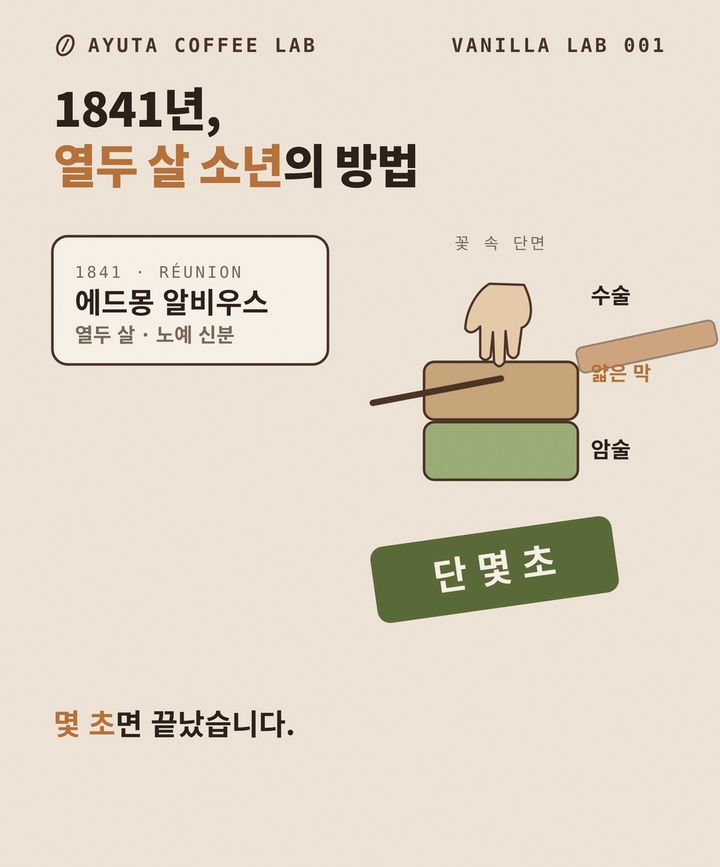 AYUTA COFFEE LAB
VANILLA LAB 001
1841년,
열두 살 소년의 방법
1841 · RÉUNION
에드몽 알비우스
열두 살 · 노예 신분
꽃 속 단면
수술
얇은 막
암술
단 몇 초
몇 초면 끝났습니다.